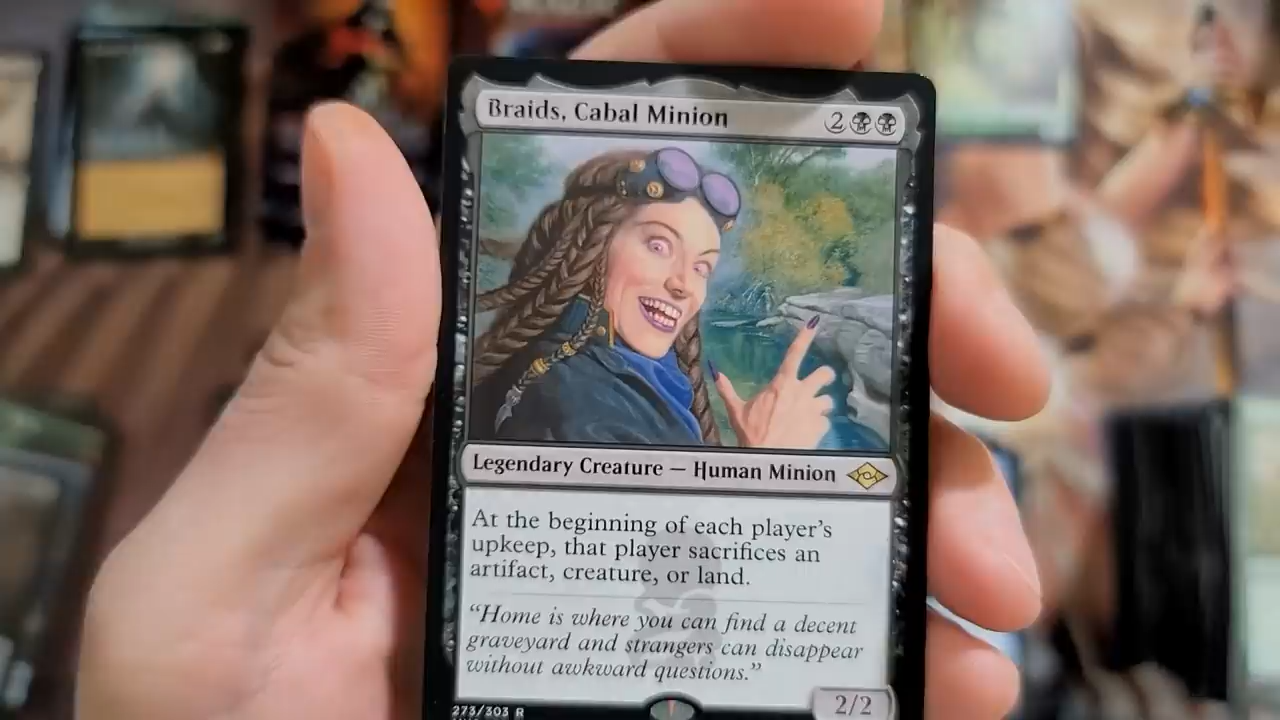 Braids, Cabal Minion 2
Legendary Creature — Human Minion
At the beginning of each player's
upkeep, that player sacrifices an
artifact, creature, or land.
“Home is where you can find a decent
graveyard and strangers can disappear
without awkward questions.”
2/2
273/303 R